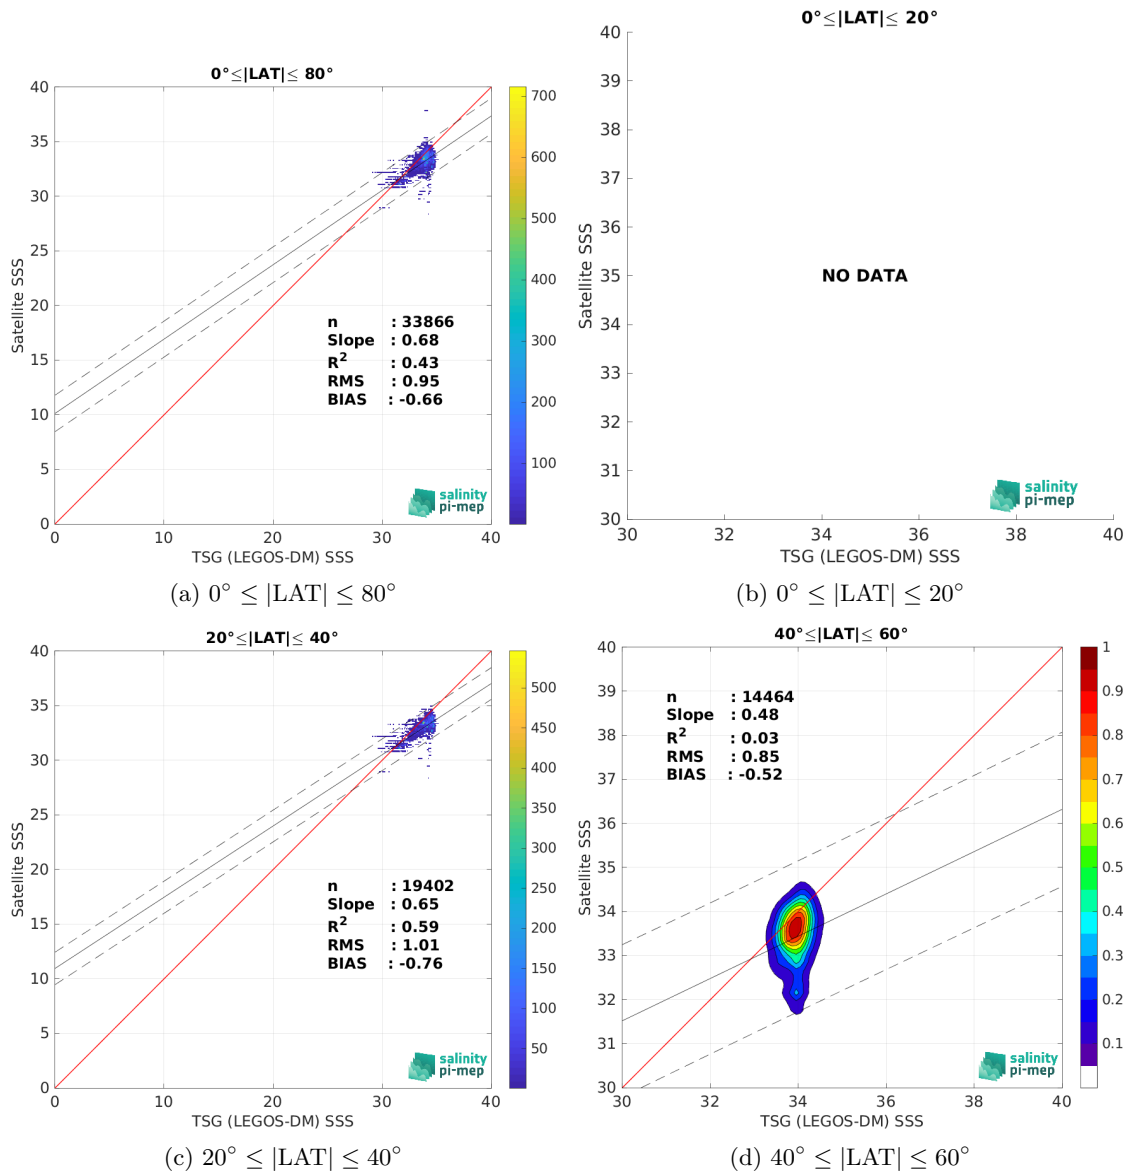 0°≤|LAT|≤ 80°
Satellite SSS
40
35
30
25
20
15
10
5
0
0 10 20 30 40
TSG (LEGOS-DM) SSS
n : 33866
Slope : 0.68
R² : 0.43
RMS : 0.95
BIAS : -0.66
salinity
pi-mep
700
600
500
400
300
200
100
(a) 0° ≤ |LAT| ≤ 80°
0°≤|LAT|≤ 20°
Satellite SSS
40
39
38
37
36
35
34
33
32
31
30
30 32 34 36 38 40
TSG (LEGOS-DM) SSS
NO DATA
salinity
pi-mep
(b) 0° ≤ |LAT| ≤ 20°
20°≤|LAT|≤ 40°
Satellite SSS
40
35
30
25
20
15
10
5
0
0 10 20 30 40
TSG (LEGOS-DM) SSS
n : 19402
Slope : 0.65
R² : 0.59
RMS : 1.01
BIAS : -0.76
salinity
pi-mep
500
450
400
350
300
250
200
150
100
50
(c) 20° ≤ |LAT| ≤ 40°
40°≤|LAT|≤ 60°
Satellite SSS
40
39
38
37
36
35
34
33
32
31
30
30 32 34 36 38 40
TSG (LEGOS-DM) SSS
n : 14464
Slope : 0.48
R² : 0.03
RMS : 0.85
BIAS : -0.52
salinity
pi-mep
1
0.9
0.8
0.7
0.6
0.5
0.4
0.3
0.2
0.1
(d) 40° ≤ |LAT| ≤ 60°